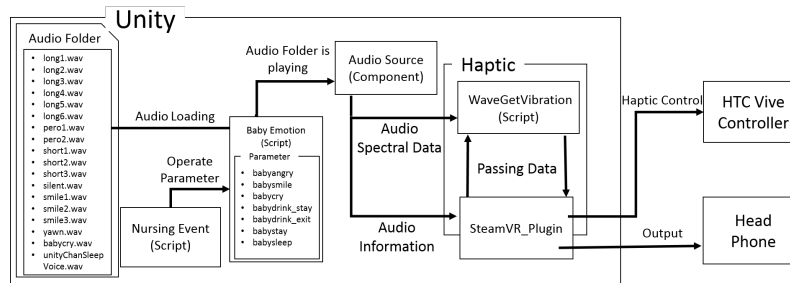 Unity
Audio Folder
• long1.wav
• long2.wav
• long3.wav
• long4.wav
• long5.wav
• long6.wav
• pero1.wav
• pero2.wav
• short1.wav
• short2.wav
• short3.wav
• silent.wav
• smile1.wav
• smile2.wav
• smile3.wav
• yawn.wav
• babycry.wav
• unityChanSleep
Voice.wav
Audio Loading
Operate
Parameter
Nursing Event
(Script)
Audio Folder is
playing
Baby Emotion
(Script)
Parameter
• babyangry
• babysmile
• babycry
• babydrink_stay
• babydrink_exit
• babystay
• babysleep
Audio Source
(Component)
Audio
Spectral Data
Audio
Information
Haptic
WaveGetVibration
(Script)
Passing Data
SteamVR_Plugin
Haptic Control
HTC Vive
Controller
Output
Head
Phone